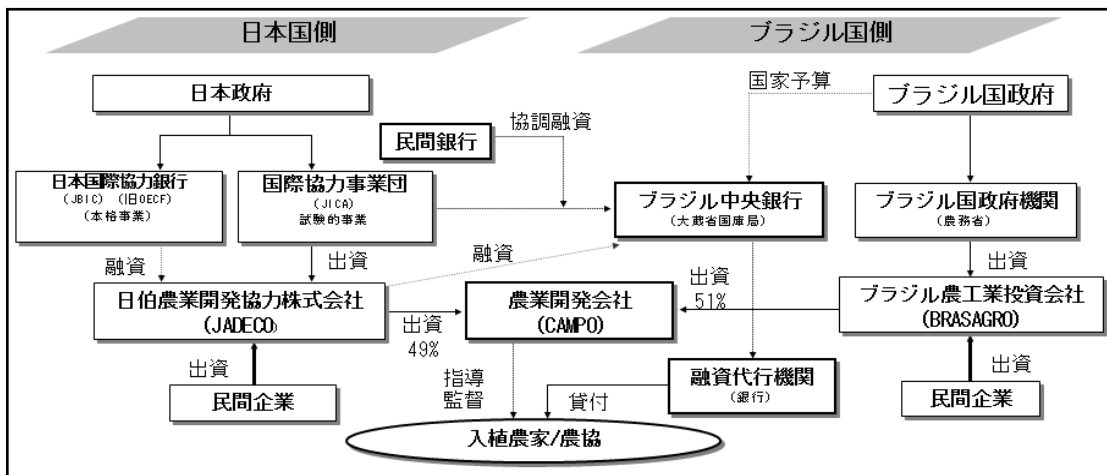 日本国側
ブラジル国側
日本政府
国家予算
ブラジル国政府
協調融資
民間銀行
日本国際協力銀行
(JBIC) (旧OECF)
(本格事業)
国際協力事業団
(JICA)
試験的事業
ブラジル中央銀行
(大蔵省国庫局)
ブラジル国政府機関
(農務省)
融資
出資
融資
出資
51%
出資
日伯農業開発協力株式会社
(JADECO)
出資
49%
農業開発会社
(CAMPO)
ブラジル農工業投資会社
(BRASAGRO)
出資
民間企業
指導
監督
貸付
融資代行機関
(銀行)
出資
民間企業
入植農家/農協